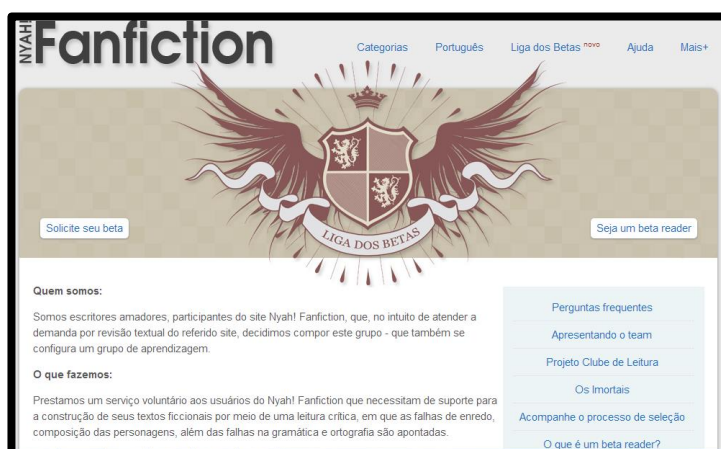 NYAH!
Fanfiction
Categorias Português Liga dos Betas novo Ajuda Mais+
LIGA DOS BETAS
Solicite seu beta
Seja um beta reader
Quem somos:
Somos escritores amadores, participantes do site Nyah! Fanfiction, que, no intuito de atender a
demanda por revisão textual do referido site, decidimos compor este grupo - que também se
configura um grupo de aprendizagem.
O que fazemos:
Prestamos um serviço voluntário aos usuários do Nyah! Fanfiction que necessitam de suporte para
a construção de seus textos ficcionais por meio de uma leitura crítica, em que as falhas de enredo,
composição das personagens, além das falhas na gramática e ortografia são apontadas.
Perguntas frequentes
Apresentando o team
Projeto Clube de Leitura
Os Imortais
Acompanhe o processo de seleção
O que é um beta reader?